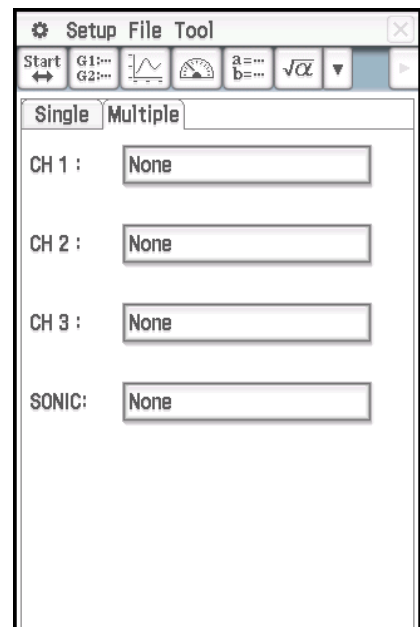 Setup File Tool
Start G1:··· G2:··· a=··· b=··· √α ▼
Single Multiple
CH 1 : None
CH 2 : None
CH 3 : None
SONIC: None